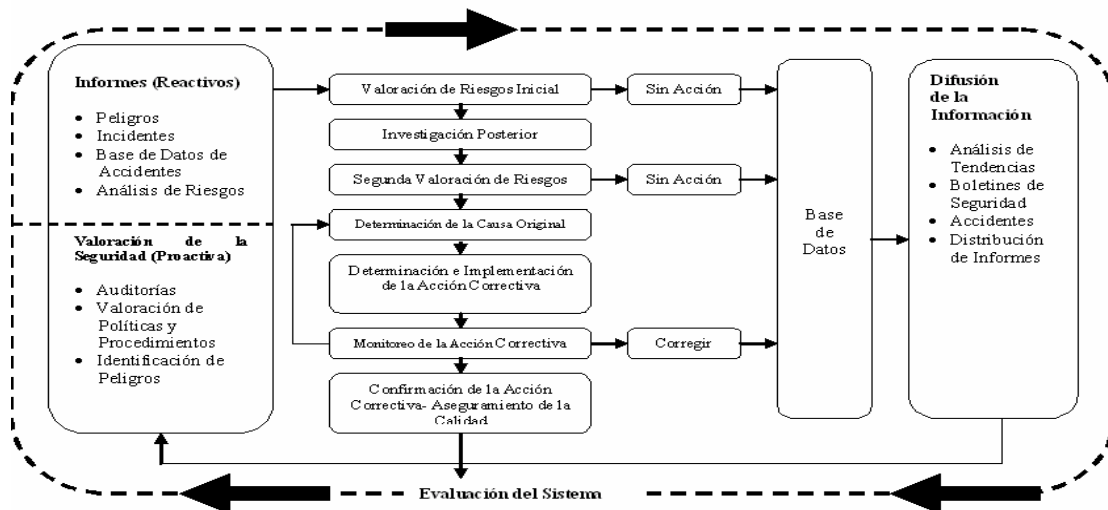 Informes (Reactivos)
• Peligros
• Incidentes
• Base de Datos de
Accidentes
• Análisis de Riesgos
Valoración de la
Seguridad (Proactiva)
• Auditorías
• Valoración de
Políticas y
Procedimientos
• Identificación de
Peligros
Valoración de Riesgos Inicial
Sin Acción
Investigación Posterior
Segunda Valoración de Riesgos
Sin Acción
Determinación de la Causa Original
Determinación e Implementación
de la Acción Correctiva
Monitoreo de la Acción Correctiva
Corregir
Confirmación de la Acción
Correctiva- Aseguramiento de la
Calidad
Base
de
Datos
Difusión
de la
Información
• Análisis de
Tendencias
• Boletines de
Seguridad
• Accidentes
• Distribución
de Informes
Evaluación del Sistema